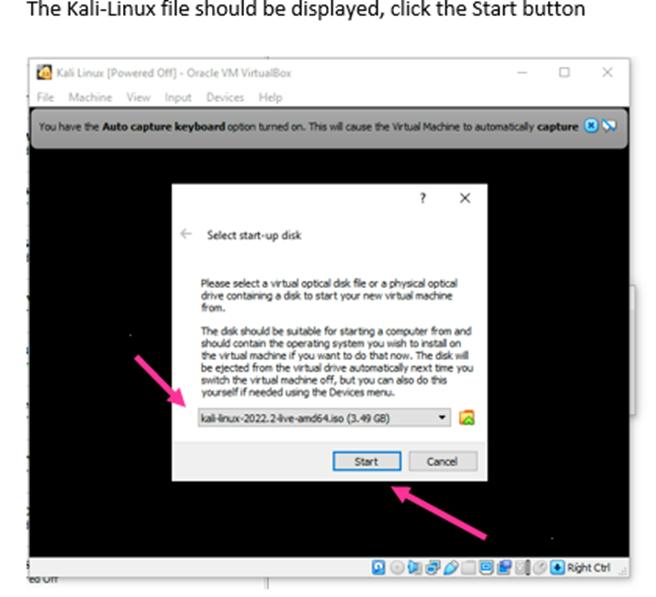 The Kali-Linux file should be displayed, click the Start button
Kali Linux [Powered Off] - Oracle VM VirtualBox
File Machine View Input Devices Help
You have the Auto capture keyboard option turned on. This will cause the Virtual Machine to automatically capture
?
Select start-up disk
Please select a virtual optical disk file or a physical optical
drive containing a disk to start your new virtual machine
from.
The disk should be suitable for starting a computer from and
should contain the operating system you wish to install on
the virtual machine if you want to do that now. The disk will
be ejected from the virtual drive automatically next time you
switch the virtual machine off, but you can also do this
yourself if needed using the Devices menu.
kali-linux-2022.2-live-amd64.iso (3.49 GB)
Start Cancel
Right Ctrl